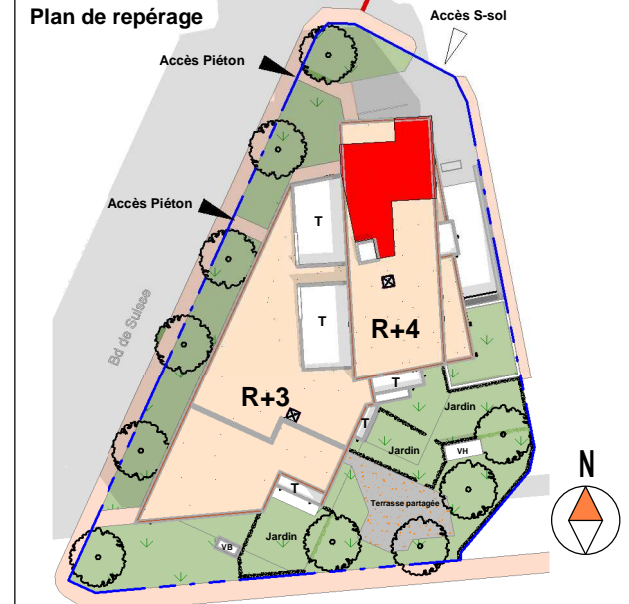 Plan de repérage
Accès S-sol
Accès Piéton
Accès Piéton
T
T
Bd de Suisse
R+4
R+3
T
Jardin
T
Jardin
VH
N
T
Terrasse partagée
Jardin
VB